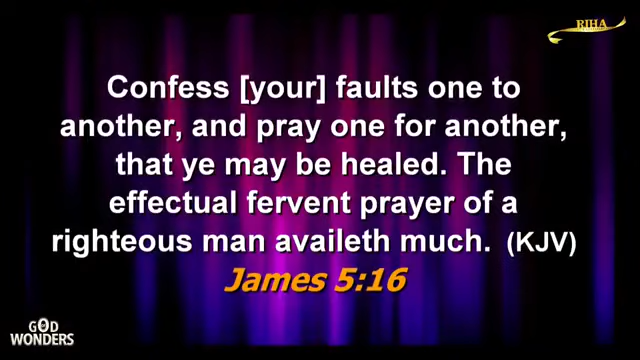 RIHA
Confess [your] faults one to
another, and pray one for another,
that ye may be healed. The
effectual fervent prayer of a
righteous man availeth much. (KJV)
James 5:16
GOD
WONDERS